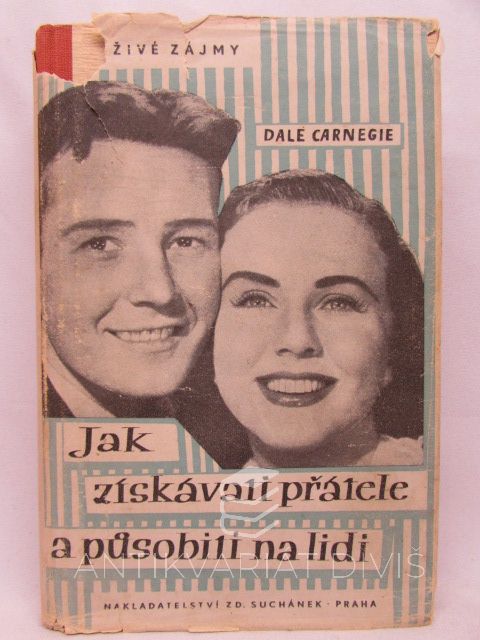 ŽIVÉ ZÁJMY
DALE CARNEGIE
Jak
získávati přátele
a působiti na lidi
ANTIKVARIÁT DIVIŠ
NAKLADATELSTVÍ ZD. SUCHÁNEK · PRAHA